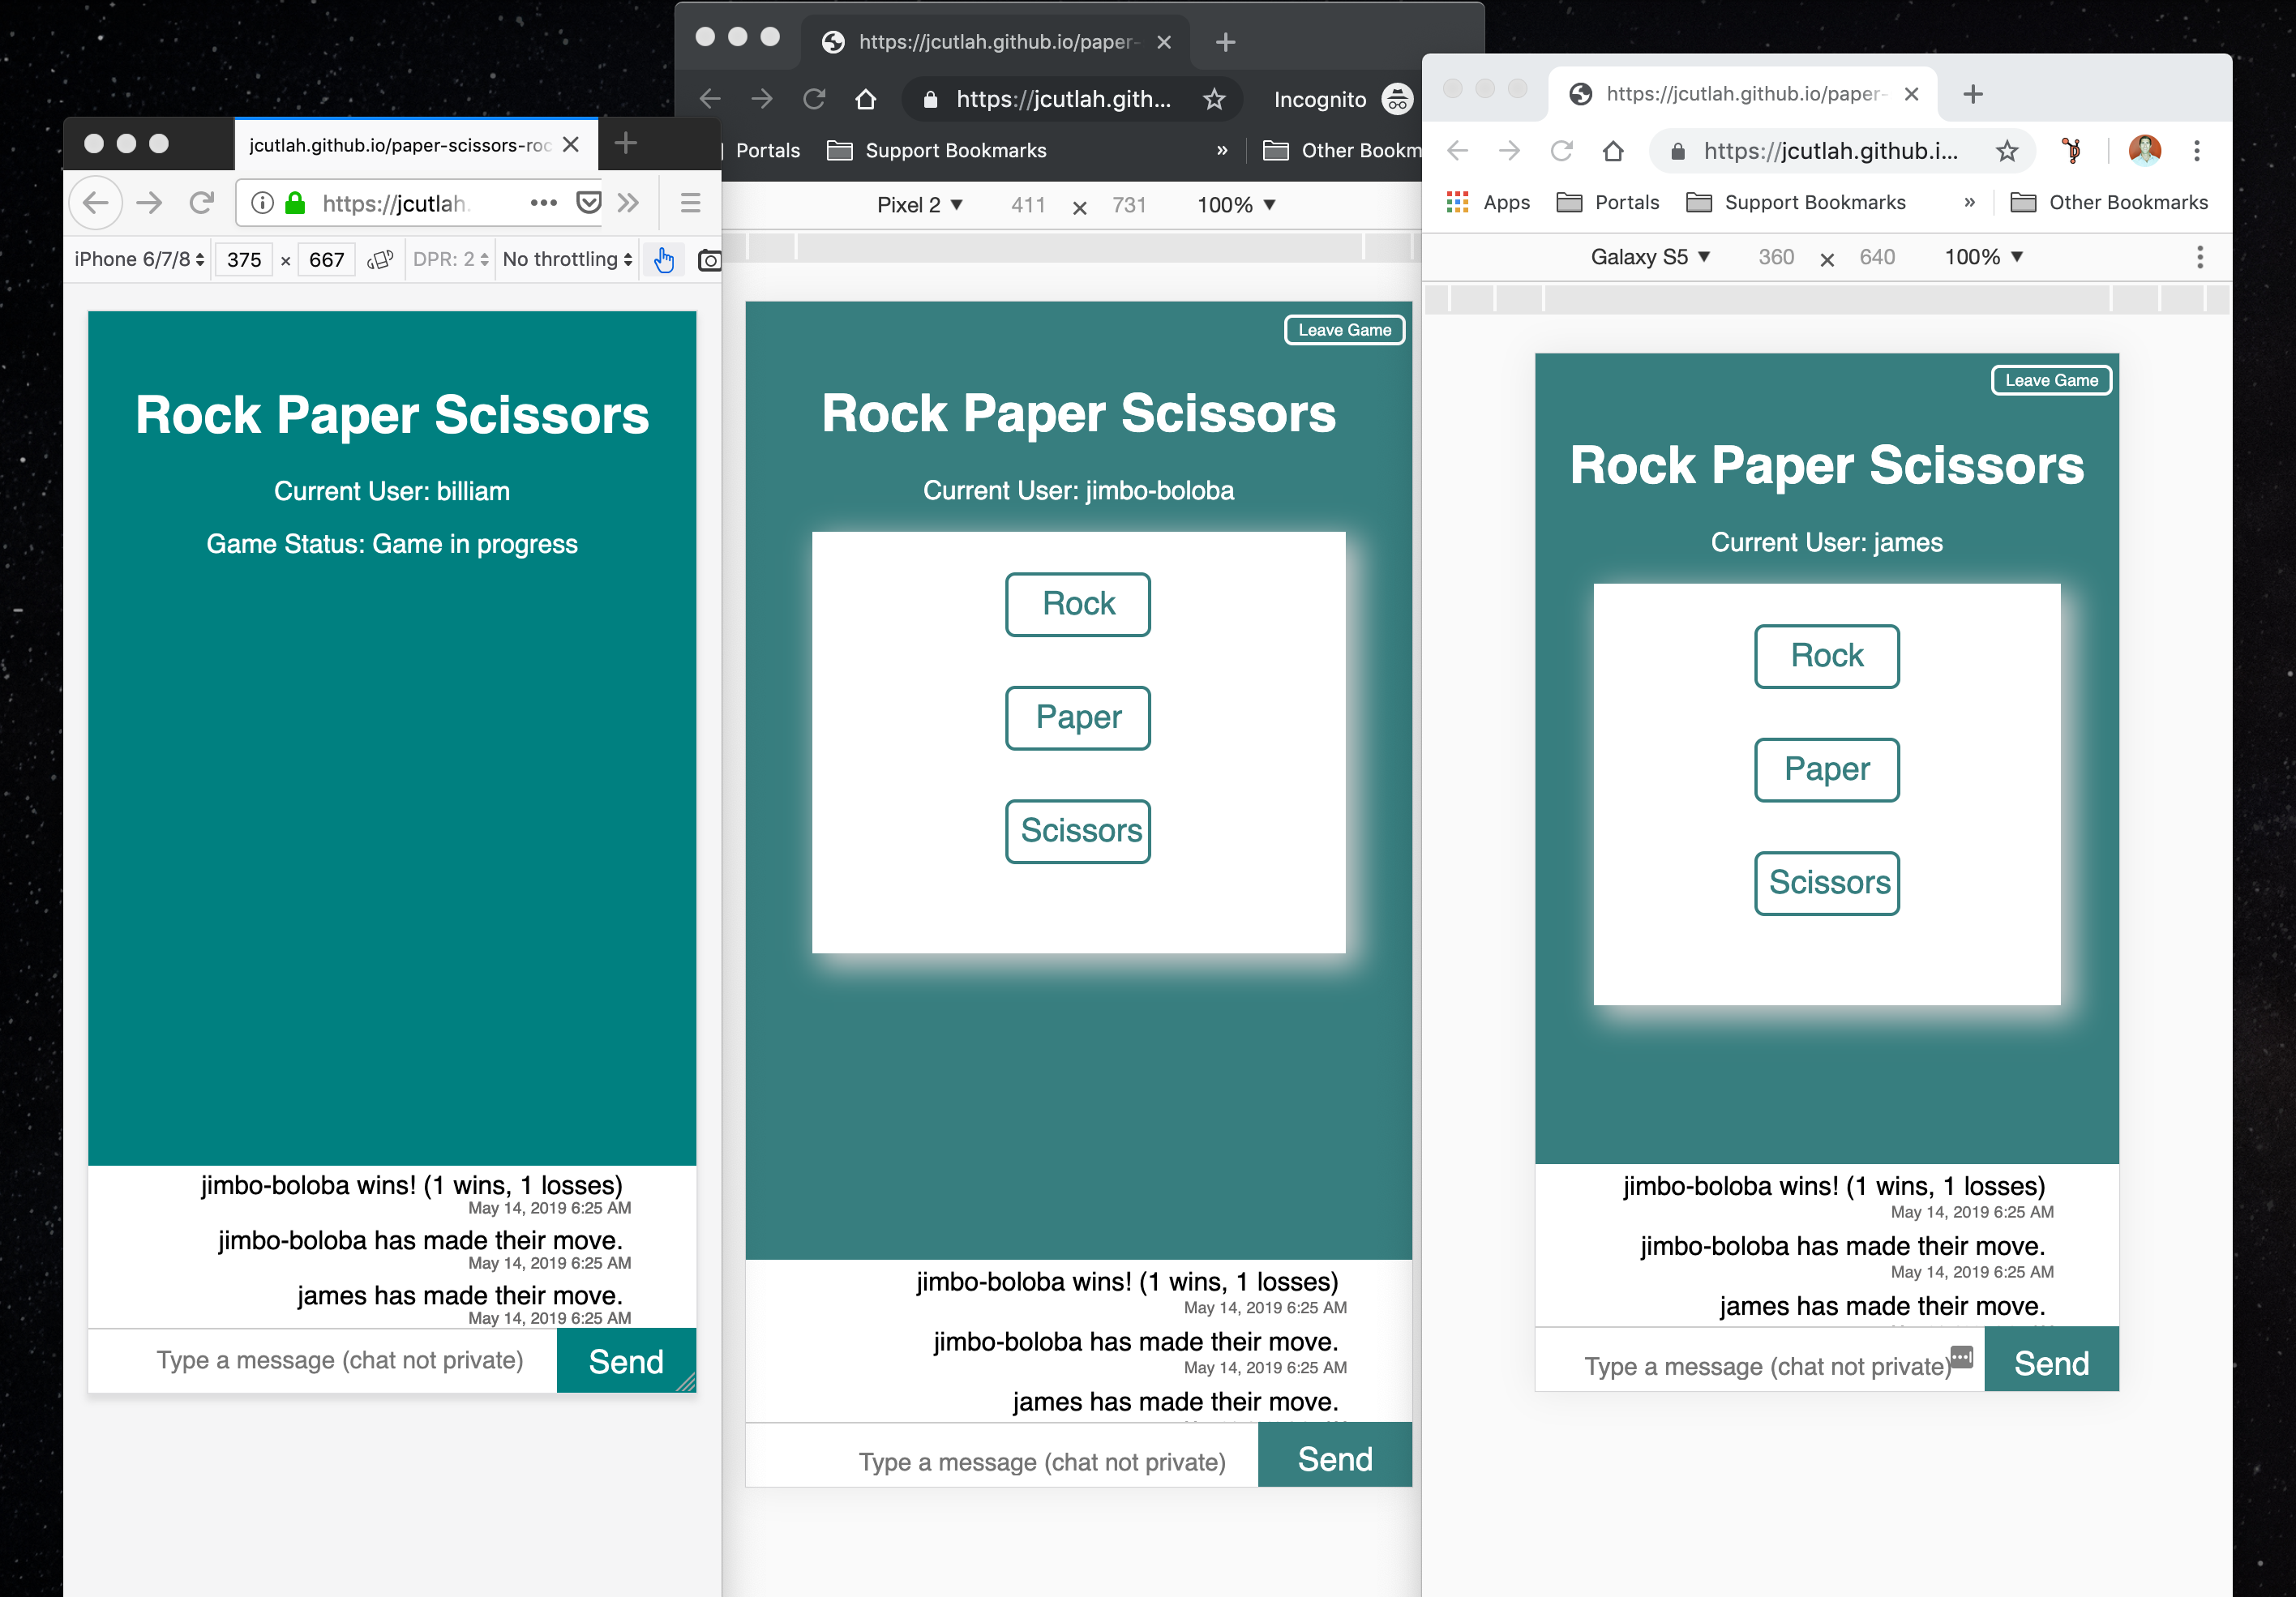 jcutlah.github.io/paper-scissors-roc
https://jcutlah.
iPhone 6/7/8 375 × 667 DPR: 2 No throttling
Rock Paper Scissors
Current User: billiam
Game Status: Game in progress
jimbo-boloba wins! (1 wins, 1 losses)
May 14, 2019 6:25 AM
jimbo-boloba has made their move.
May 14, 2019 6:25 AM
james has made their move.
May 14, 2019 6:25 AM
Type a message (chat not private) Send
https://jcutlah.github.io/paper-
https://jcutlah.gith... Incognito
Portals Support Bookmarks » Other Bookm
Pixel 2 411 × 731 100%
Leave Game
Rock Paper Scissors
Current User: jimbo-boloba
Rock
Paper
Scissors
jimbo-boloba wins! (1 wins, 1 losses)
May 14, 2019 6:25 AM
jimbo-boloba has made their move.
May 14, 2019 6:25 AM
james has made their move.
Type a message (chat not private) Send
https://jcutlah.github.io/paper-
https://jcutlah.github.i...
Apps Portals Support Bookmarks » Other Bookmarks
Galaxy S5 360 × 640 100%
Leave Game
Rock Paper Scissors
Current User: james
Rock
Paper
Scissors
jimbo-boloba wins! (1 wins, 1 losses)
May 14, 2019 6:25 AM
jimbo-boloba has made their move.
May 14, 2019 6:25 AM
james has made their move.
Type a message (chat not private) Send